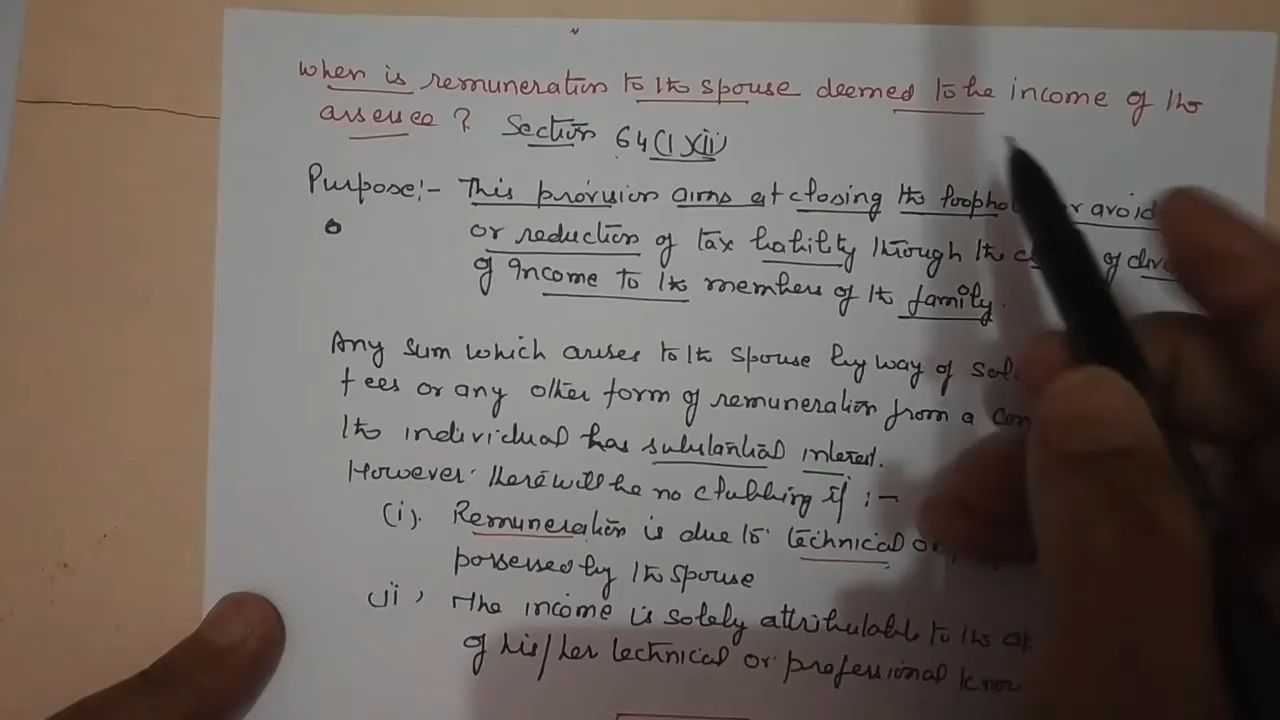 When is remuneration to the spouse deemed to be income of the
assessee ? Section 64(1)(ii)
Purpose:- This provision aims at closing the avoid
or reduction of tax liability through the of
of income to the members of the family.
Any sum which arises to the spouse by way of
fees or any other form of remuneration from a
the individual has substantial interest.
However there will be no clubbing if :-
(i). Remuneration is due to technical
possessed by the spouse
ii) The income is solely attributable to the
of his/her technical or professional